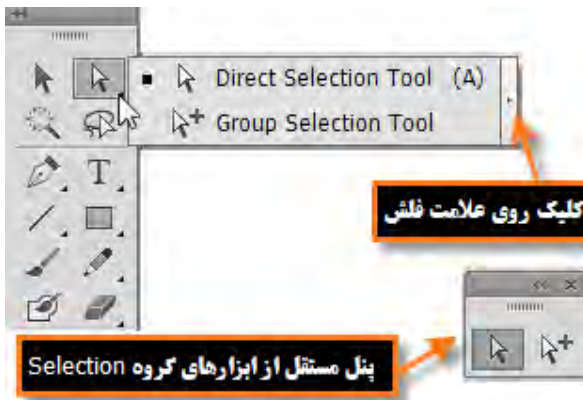 Direct Selection Tool (A)
Group Selection Tool
T
کلیک روی علامت فلش
پنل مستقل از ابزارهای گروه Selection